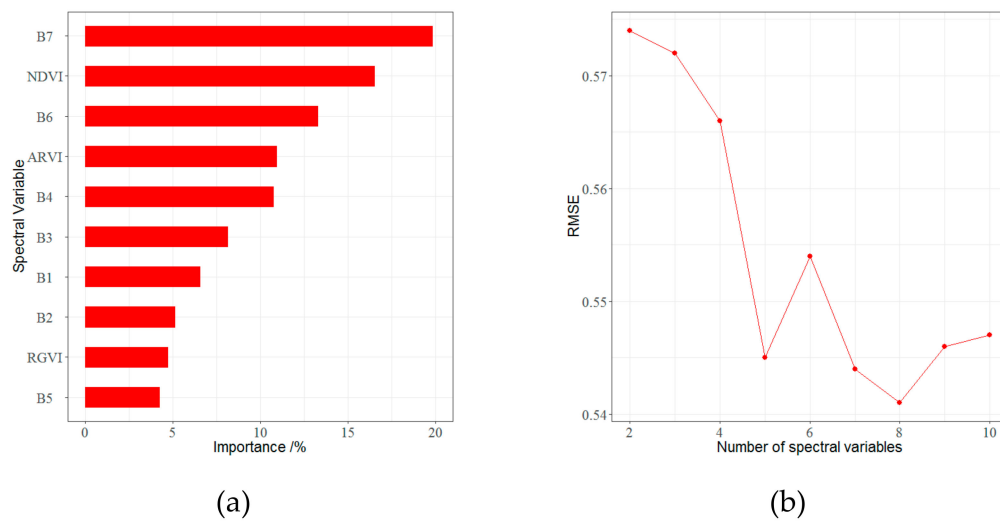 Spectral Variable
B7
NDVI
B6
ARVI
B4
B3
B1
B2
RGVI
B5
0 5 10 15 20
Importance /%
(a)
RMSE
0.57
0.56
0.55
0.54
2 4 6 8 10
Number of spectral variables
(b)